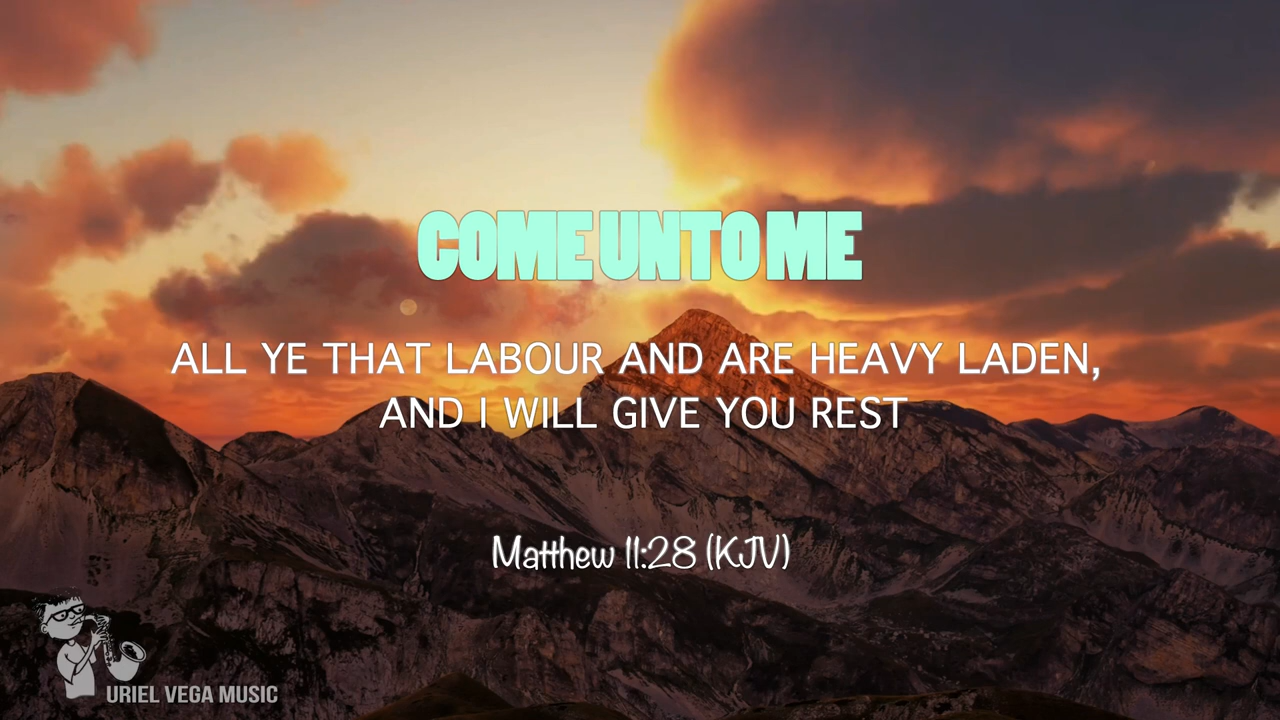 COME UNTO ME
ALL YE THAT LABOUR AND ARE HEAVY LADEN,
AND I WILL GIVE YOU REST
Matthew 11:28 (KJV)
URIEL VEGA MUSIC